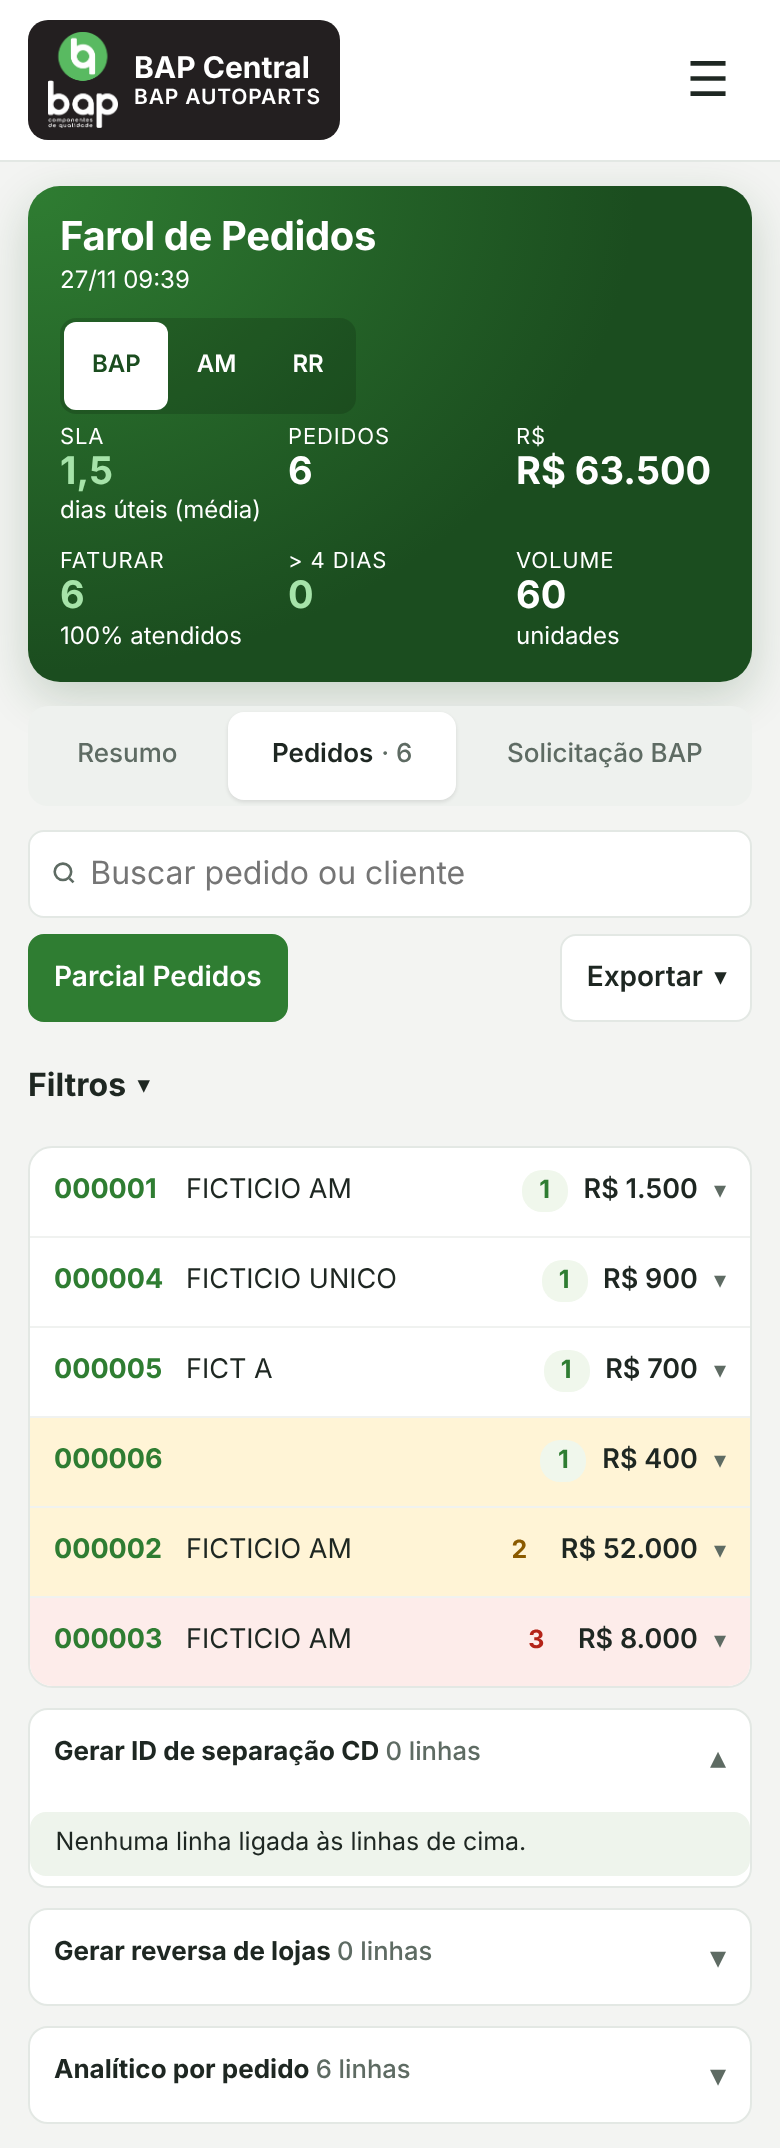 bap
componentes
de qualidade
BAP Central
BAP AUTOPARTS
☰
Farol de Pedidos
27/11 09:39
BAP AM RR
SLA PEDIDOS R$
1,5 6 R$ 63.500
dias úteis (média)
FATURAR > 4 DIAS VOLUME
6 0 60
100% atendidos unidades
Resumo Pedidos · 6 Solicitação BAP
Buscar pedido ou cliente
Parcial Pedidos Exportar ▾
Filtros ▾
000001 FICTICIO AM 1 R$ 1.500 ▾
000004 FICTICIO UNICO 1 R$ 900 ▾
000005 FICT A 1 R$ 700 ▾
000006 1 R$ 400 ▾
000002 FICTICIO AM 2 R$ 52.000 ▾
000003 FICTICIO AM 3 R$ 8.000 ▾
Gerar ID de separação CD 0 linhas ▴
Nenhuma linha ligada às linhas de cima.
Gerar reversa de lojas 0 linhas ▾
Analítico por pedido 6 linhas ▾